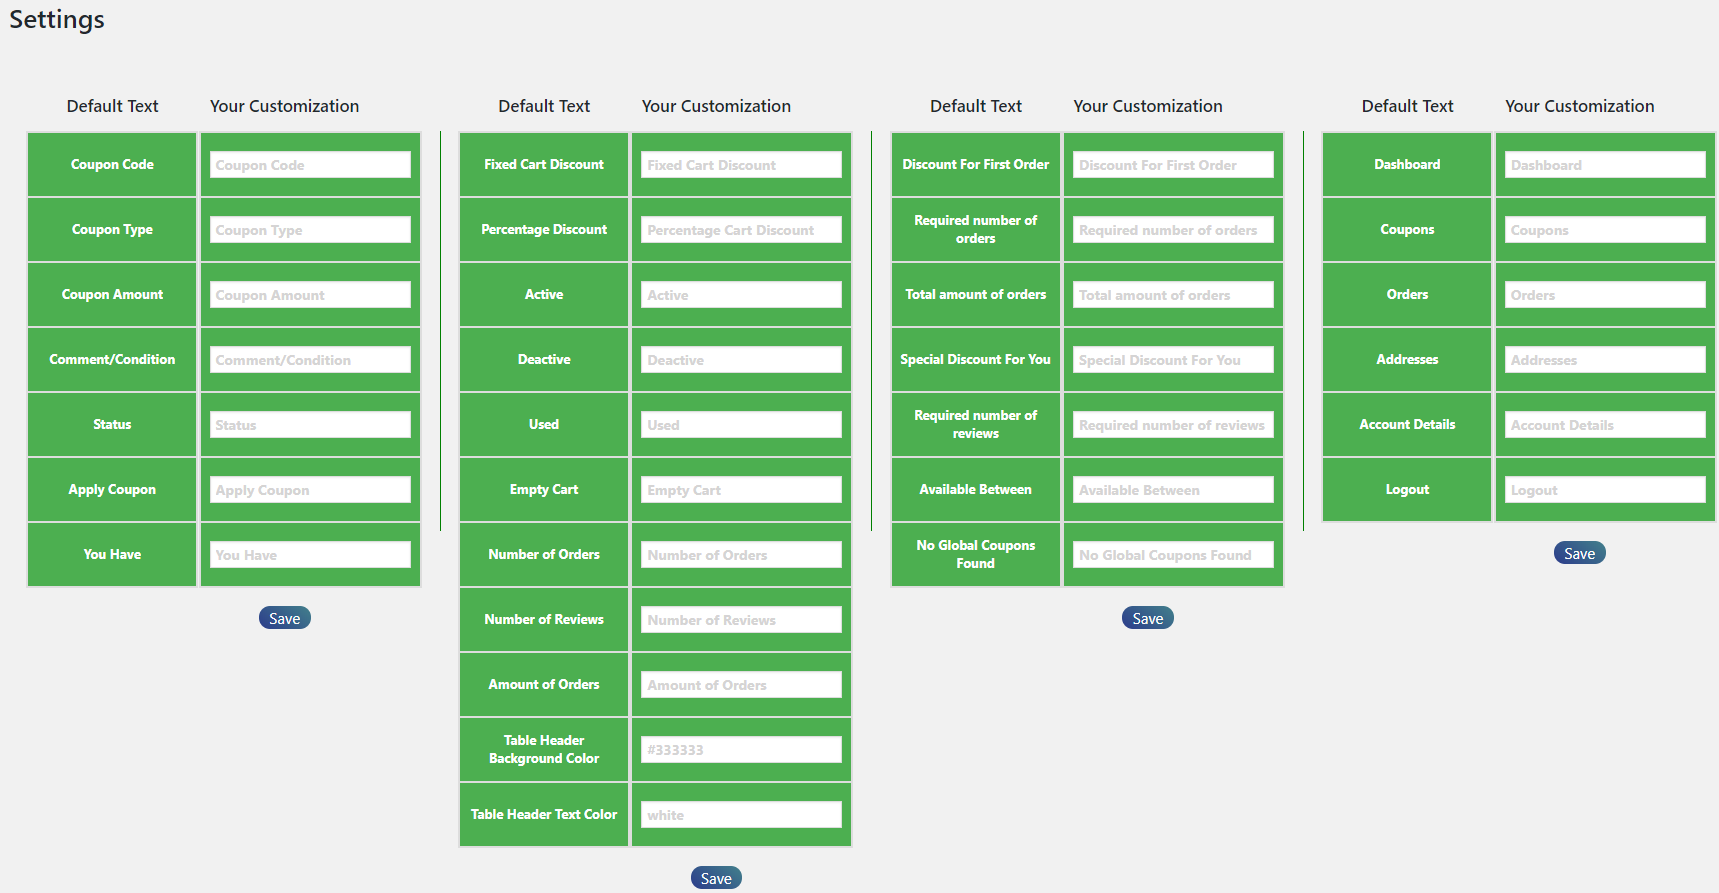 Settings
Default Text Your Customization
Coupon Code Coupon Code
Coupon Type Coupon Type
Coupon Amount Coupon Amount
Comment/Condition Comment/Condition
Status Status
Apply Coupon Apply Coupon
You Have You Have
Save
Default Text Your Customization
Fixed Cart Discount Fixed Cart Discount
Percentage Discount Percentage Cart Discount
Active Active
Deactive Deactive
Used Used
Empty Cart Empty Cart
Number of Orders Number of Orders
Number of Reviews Number of Reviews
Amount of Orders Amount of Orders
Table Header
Background Color #333333
Table Header Text Color white
Save
Default Text Your Customization
Discount For First Order Discount For First Order
Required number of
orders Required number of orders
Total amount of orders Total amount of orders
Special Discount For You Special Discount For You
Required number of
reviews Required number of reviews
Available Between Available Between
No Global Coupons
Found No Global Coupons Found
Save
Default Text Your Customization
Dashboard Dashboard
Coupons Coupons
Orders Orders
Addresses Addresses
Account Details Account Details
Logout Logout
Save